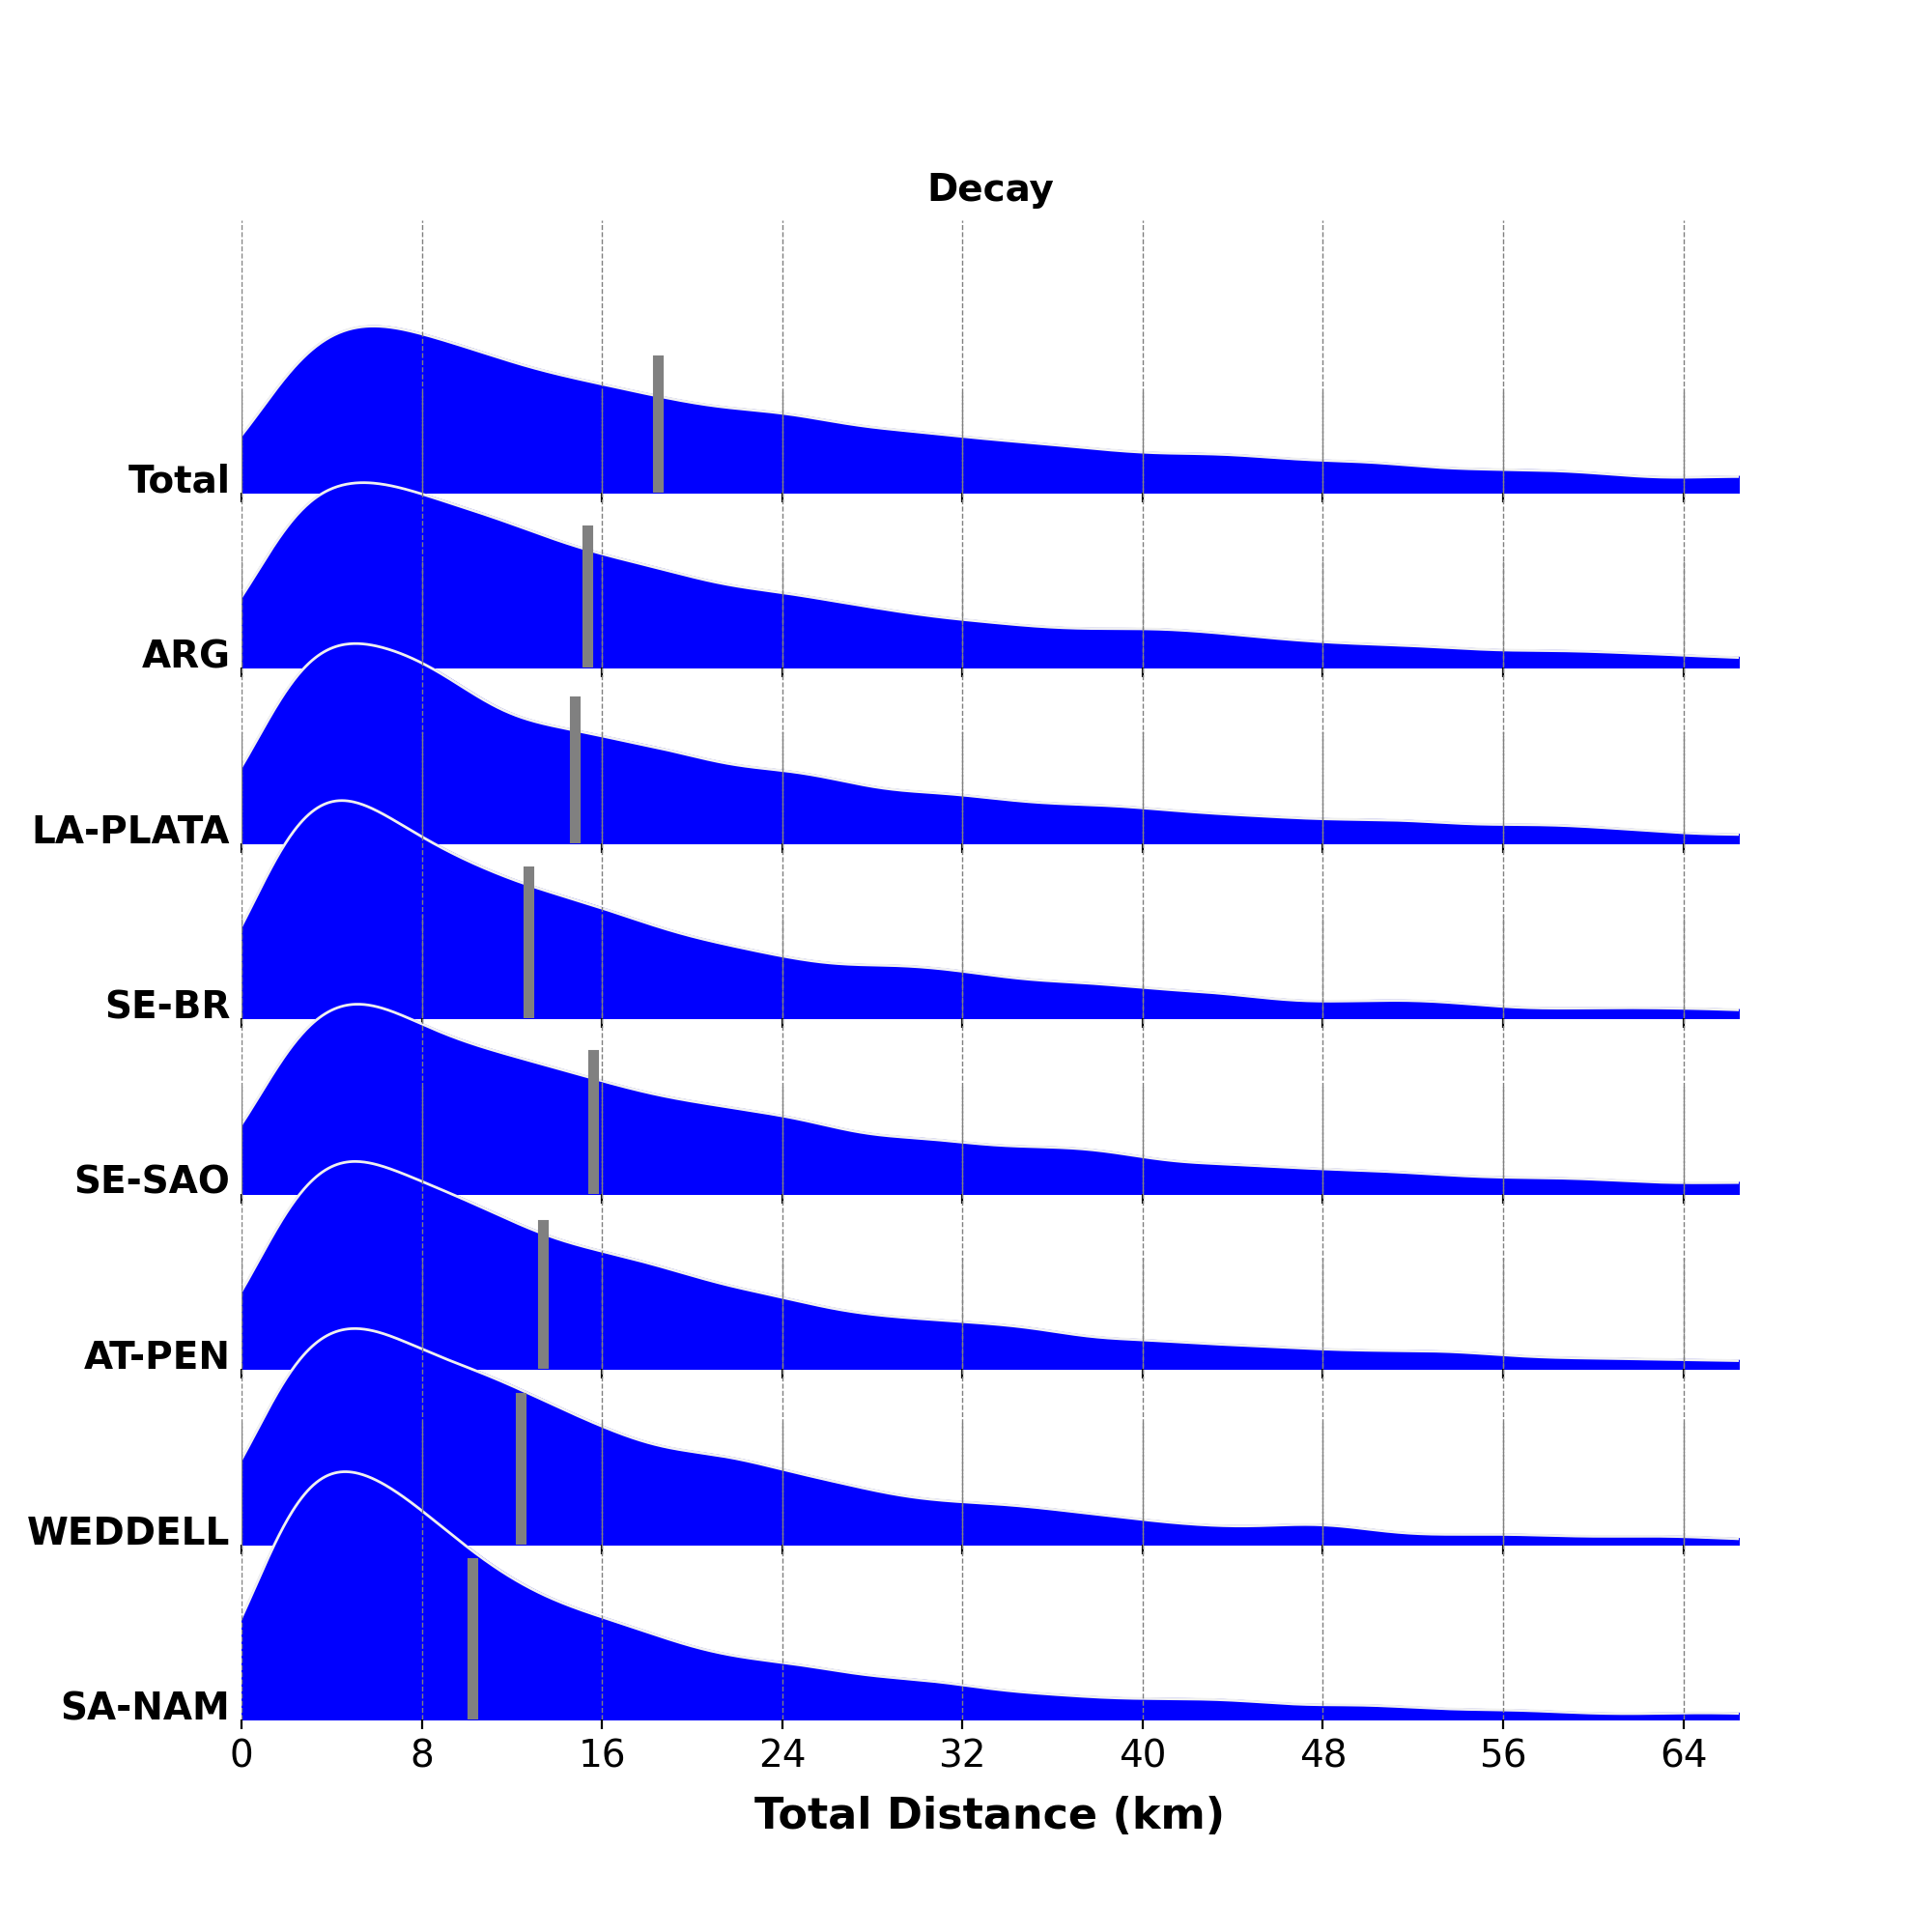 Decay
Total
ARG
LA-PLATA
SE-BR
SE-SAO
AT-PEN
WEDDELL
SA-NAM
0 8 16 24 32 40 48 56 64
Total Distance (km)